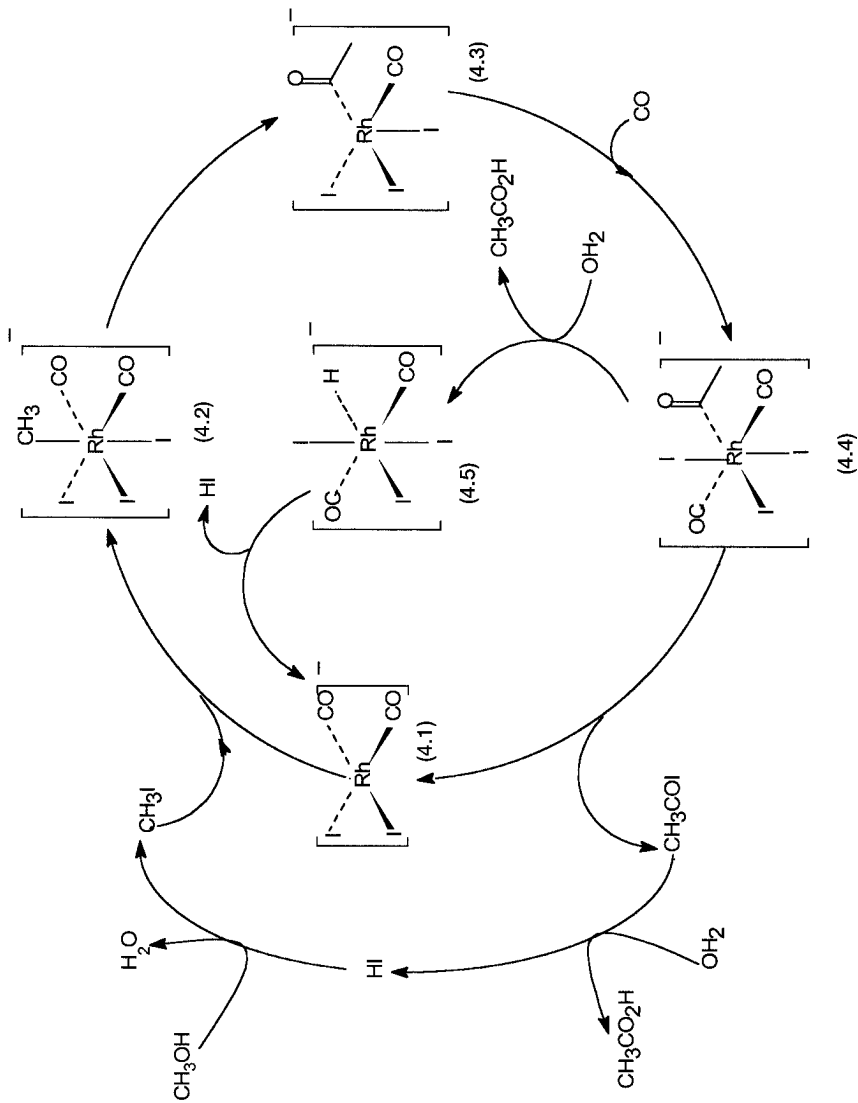 CH3OH
H2O
CH3I
HI
CH3CO2H
OH2
CH3COI
−
I CO
Rh
I CO
(4.1)
CH3 −
I CO
Rh
I CO
I
(4.2)
HI
I −
OC H
Rh
I CO
I
(4.5)
CH3CO2H
OH2
O −
I
Rh
I CO
I
(4.3)
CO
I O −
OC
Rh
I CO
I
(4.4)